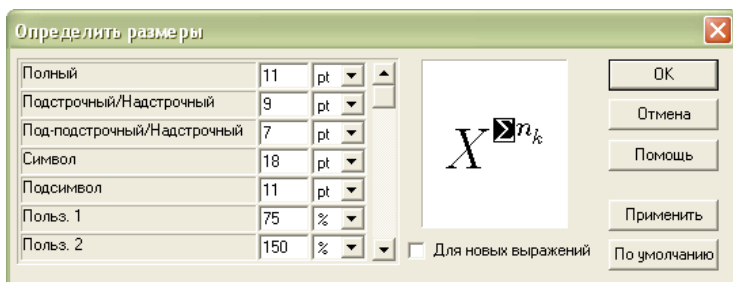 Определить размеры
Полный 11 pt
Подстрочный/Надстрочный 9 pt
Под-подстрочный/Надстрочный 7 pt
Символ 18 pt
Подсимвол 11 pt
Польз. 1 75 %
Польз. 2 150 %
X^Σn_k
Для новых выражений
OK
Отмена
Помощь
Применить
По умолчанию